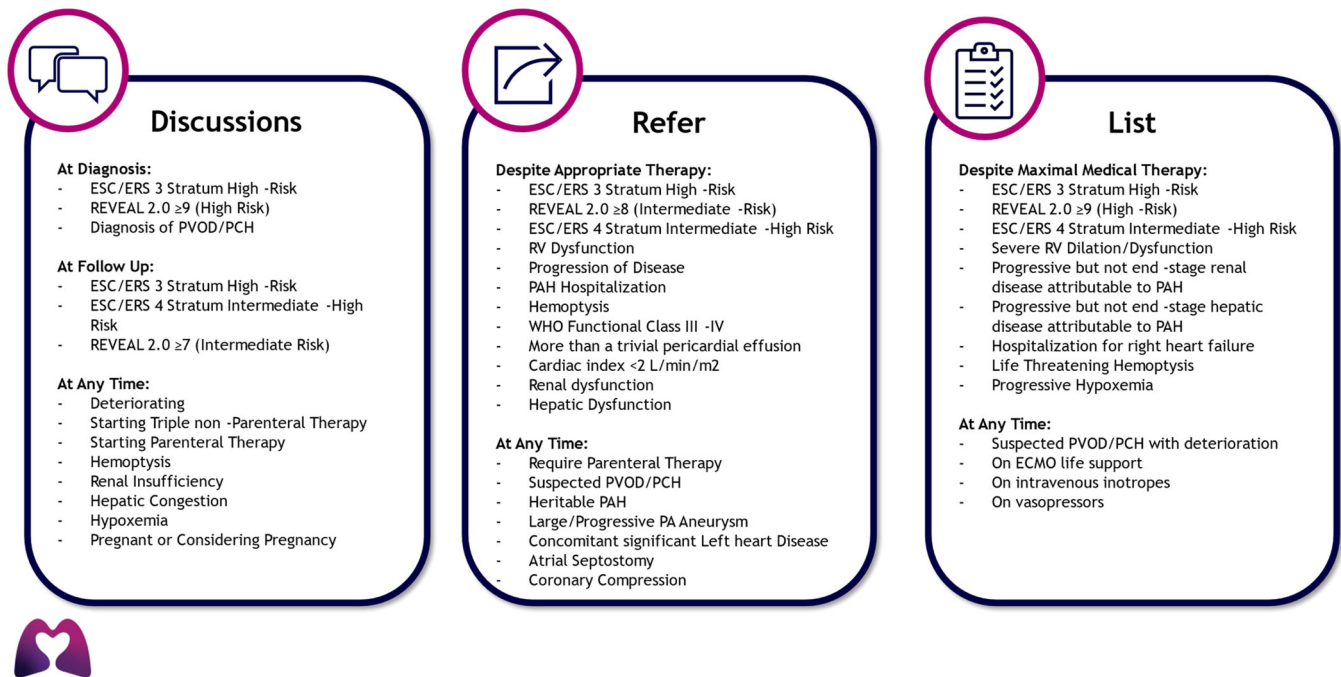 Discussions
At Diagnosis:
- ESC/ERS 3 Stratum High -Risk
- REVEAL 2.0 ≥9 (High Risk)
- Diagnosis of PVOD/PCH
At Follow Up:
- ESC/ERS 3 Stratum High -Risk
- ESC/ERS 4 Stratum Intermediate -High
Risk
- REVEAL 2.0 ≥7 (Intermediate Risk)
At Any Time:
- Deteriorating
- Starting Triple non -Parenteral Therapy
- Starting Parenteral Therapy
- Hemoptysis
- Renal Insufficiency
- Hepatic Congestion
- Hypoxemia
- Pregnant or Considering Pregnancy
Refer
Despite Appropriate Therapy:
- ESC/ERS 3 Stratum High -Risk
- REVEAL 2.0 ≥8 (Intermediate -Risk)
- ESC/ERS 4 Stratum Intermediate -High Risk
- RV Dysfunction
- Progression of Disease
- PAH Hospitalization
- Hemoptysis
- WHO Functional Class III -IV
- More than a trivial pericardial effusion
- Cardiac index <2 L/min/m2
- Renal dysfunction
- Hepatic Dysfunction
At Any Time:
- Require Parenteral Therapy
- Suspected PVOD/PCH
- Heritable PAH
- Large/Progressive PA Aneurysm
- Concomitant significant Left heart Disease
- Atrial Septostomy
- Coronary Compression
List
Despite Maximal Medical Therapy:
- ESC/ERS 3 Stratum High -Risk
- REVEAL 2.0 ≥9 (High -Risk)
- ESC/ERS 4 Stratum Intermediate -High Risk
- Severe RV Dilation/Dysfunction
- Progressive but not end -stage renal
disease attributable to PAH
- Progressive but not end -stage hepatic
disease attributable to PAH
- Hospitalization for right heart failure
- Life Threatening Hemoptysis
- Progressive Hypoxemia
At Any Time:
- Suspected PVOD/PCH with deterioration
- On ECMO life support
- On intravenous inotropes
- On vasopressors